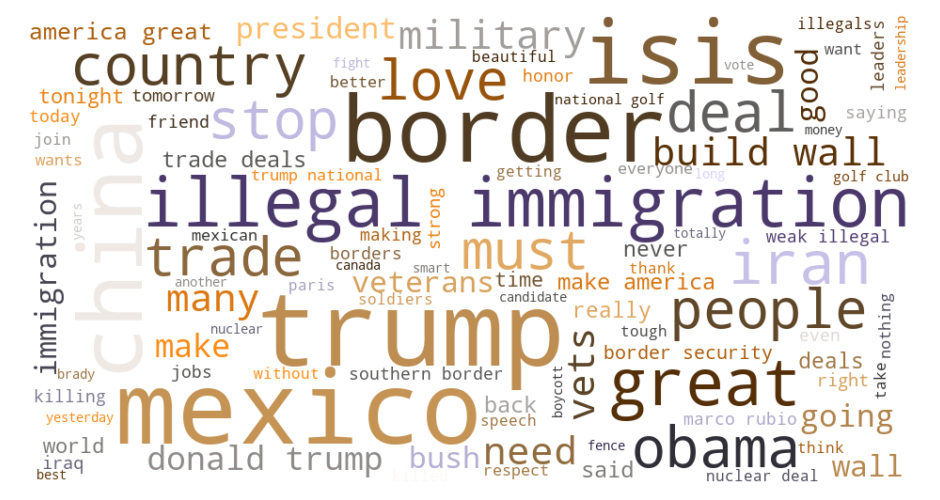 america great
president
military
isis
illegals
leaders
leadership
country
fight
beautiful
better
love
honor
vote
want
good
tonight
tomorrow
national golf
deal
saying
today
friend
stop
border
money
join
wants
china
trade deals
trump national
getting
everyone
build wall
long
golf club
immigration
years
illegal immigration
strong
mexican
making
totally
weak illegal
trade
borders
canada
must
never
iran
another
paris
smart
veterans
time
thank
make america
many
soldiers
candidate
really
people
nuclear
trump
tough
even
nothing
make
vets
border security
deals
brady
jobs
without
southern border
boycott
great
right
take
killing
mexico
back
marco rubio
going
yesterday
speech
world
donald trump
bush
need
fence
obama
think
iraq
respect
said
nuclear deal
wall
best
killed